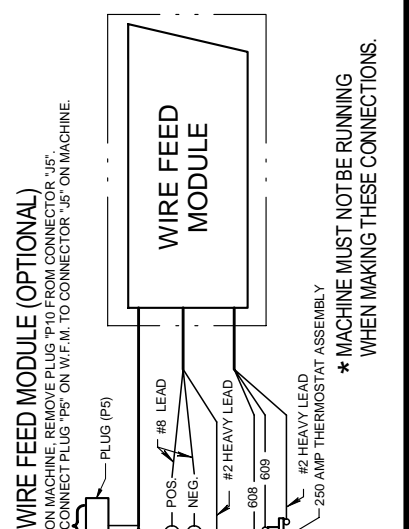 WIRE FEED MODULE (OPTIONAL)
ON MACHINE, REMOVE PLUG "P10 FROM CONNECTOR "J5".
CONNECT PLUG "P5" ON W.F.M. TO CONNECTOR "J5" ON MACHINE.
PLUG (P5)
WIRE FEED
MODULE
#8 LEAD
POS.
NEG.
#2 HEAVY LEAD
608
609
#2 HEAVY LEAD
250 AMP THERMOSTAT ASSEMBLY
* MACHINE MUST NOT BE RUNNING
WHEN MAKING THESE CONNECTIONS.